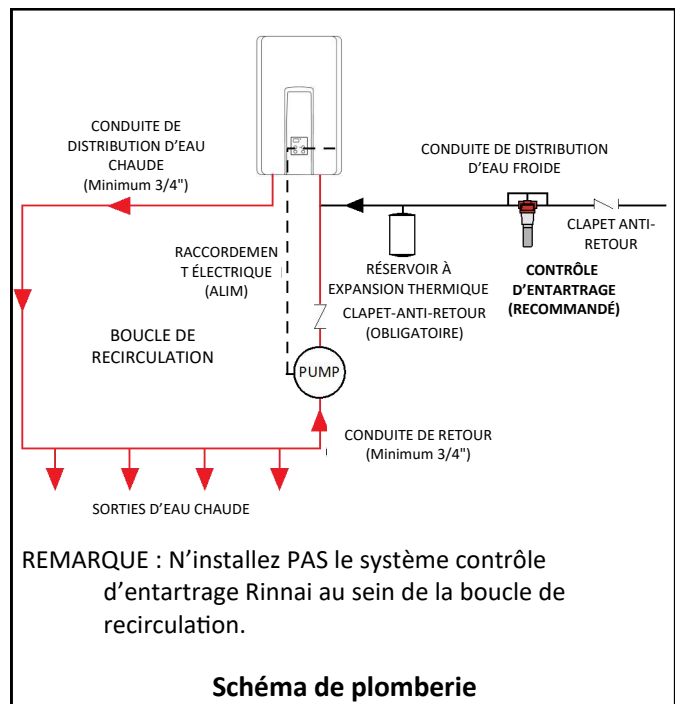 CONDUITE DE
DISTRIBUTION D'EAU
CHAUDE
(Minimum 3/4")
CONDUITE DE DISTRIBUTION
D'EAU FROIDE
CLAPET ANTI-
RETOUR
RACCORDEMEN
T ÉLECTRIQUE
(ALIM)
RÉSERVOIR À
EXPANSION THERMIQUE
CONTRÔLE
D'ENTARTRAGE
(RECOMMANDÉ)
CLAPET-ANTI-RETOUR
(OBLIGATOIRE)
BOUCLE DE
RECIRCULATION
PUMP
CONDUITE DE RETOUR
(Minimum 3/4")
SORTIES D'EAU CHAUDE
REMARQUE : N'installez PAS le système contrôle
d'entartrage Rinnai au sein de la boucle de
recirculation.
Schéma de plomberie